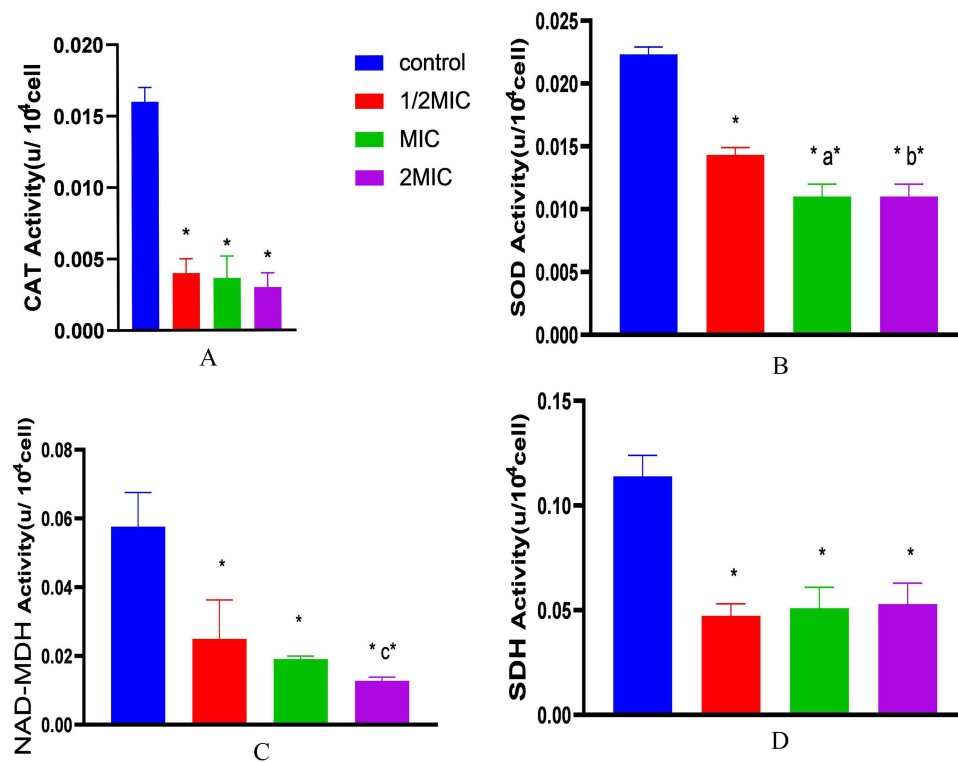 CAT Activity(u/ 10⁴cell)
0.020
0.015
0.010
0.005
0.000
*
*
*
A
control
1/2MIC
MIC
2MIC
SOD Activity(u/10⁴cell)
0.025
0.020
0.015
0.010
0.005
0.000
*
* a*
* b*
B
NAD-MDH Activity(u/ 10⁴cell)
0.08
0.06
0.04
0.02
0.00
*
*
* c*
C
SDH Activity(u/10⁴cell)
0.15
0.10
0.05
0.00
*
*
*
D